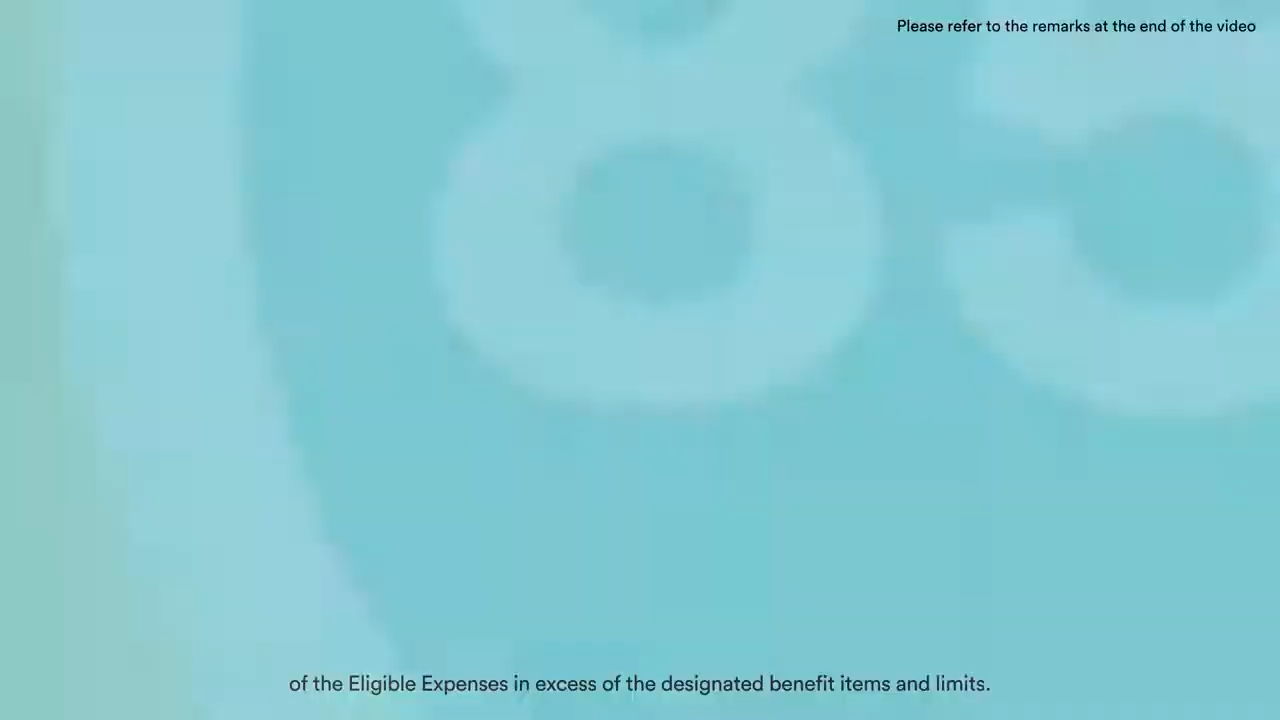 Please refer to the remarks at the end of the video
85
of the Eligible Expenses in excess of the designated benefit items and limits.